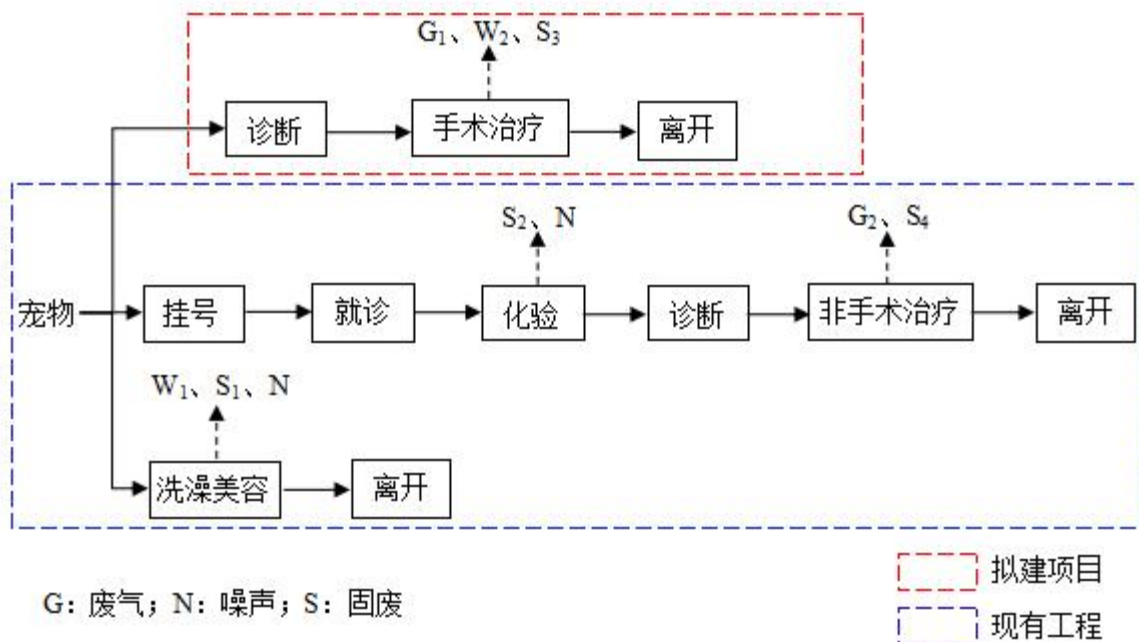 G₁、W₂、S₃
诊断 手术治疗 离开
S₂、N G₂、S₄
宠物 挂号 就诊 化验 诊断 非手术治疗 离开
W₁、S₁、N
洗澡美容 离开
拟建项目
G：废气；N：噪声；S：固废
现有工程